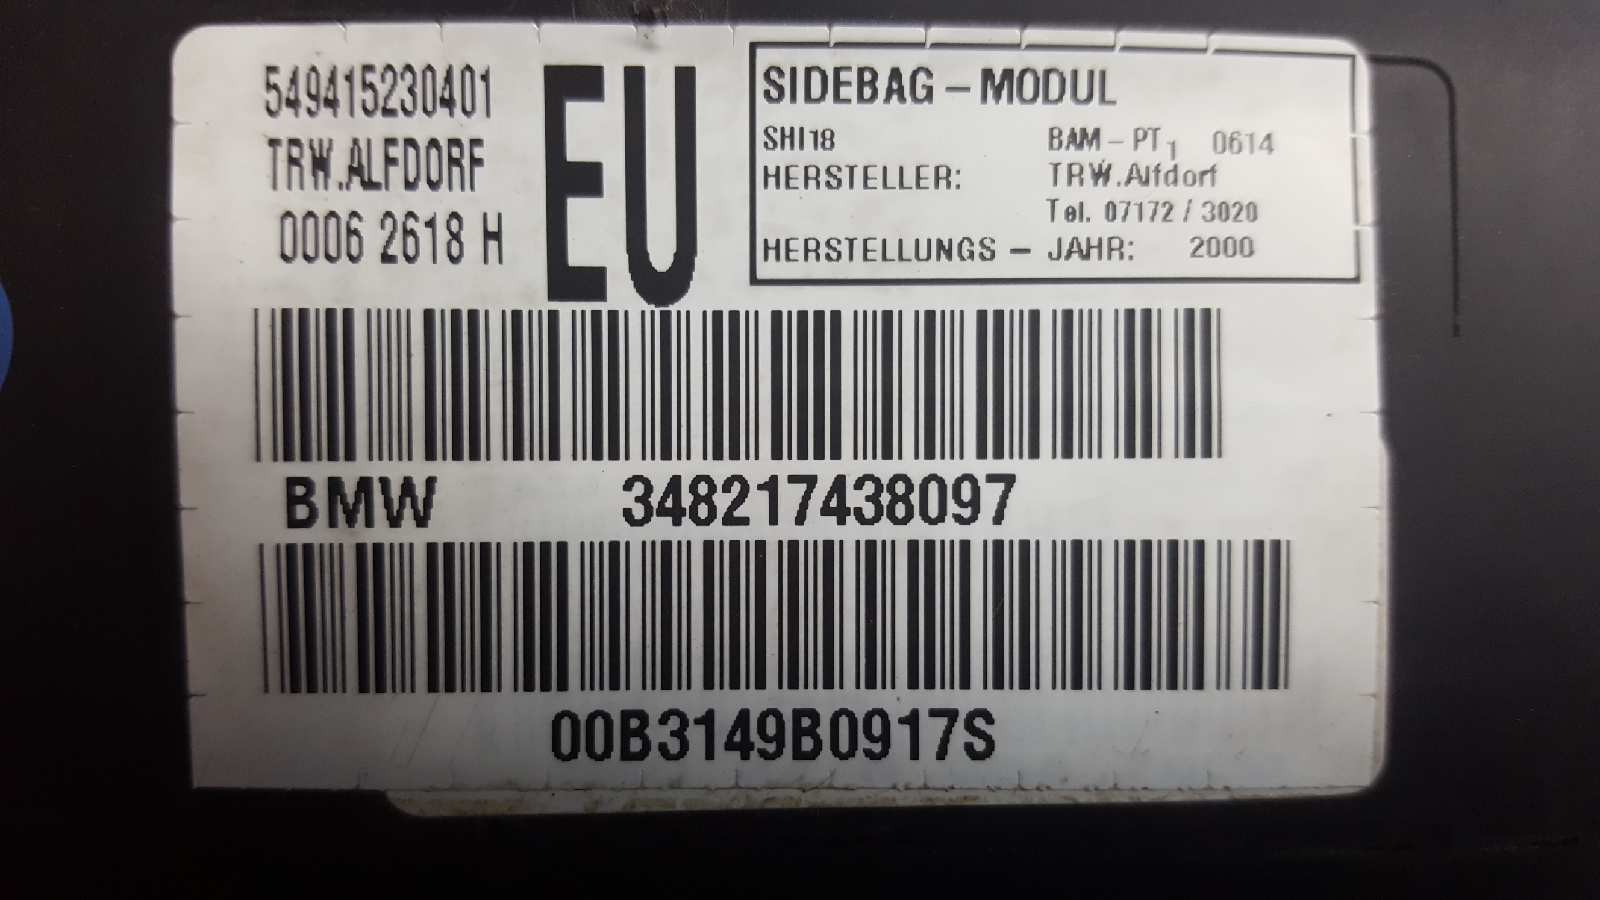 549415230401
TRW.ALFDORF
0006 2618 H
EU
SIDEBAG – MODUL
SHI18 BAM – PT1 0614
HERSTELLER: TRW.Alfdorf
Tel. 07172 / 3020
HERSTELLUNGS – JAHR: 2000
BMW 348217438097
00B3149B0917S